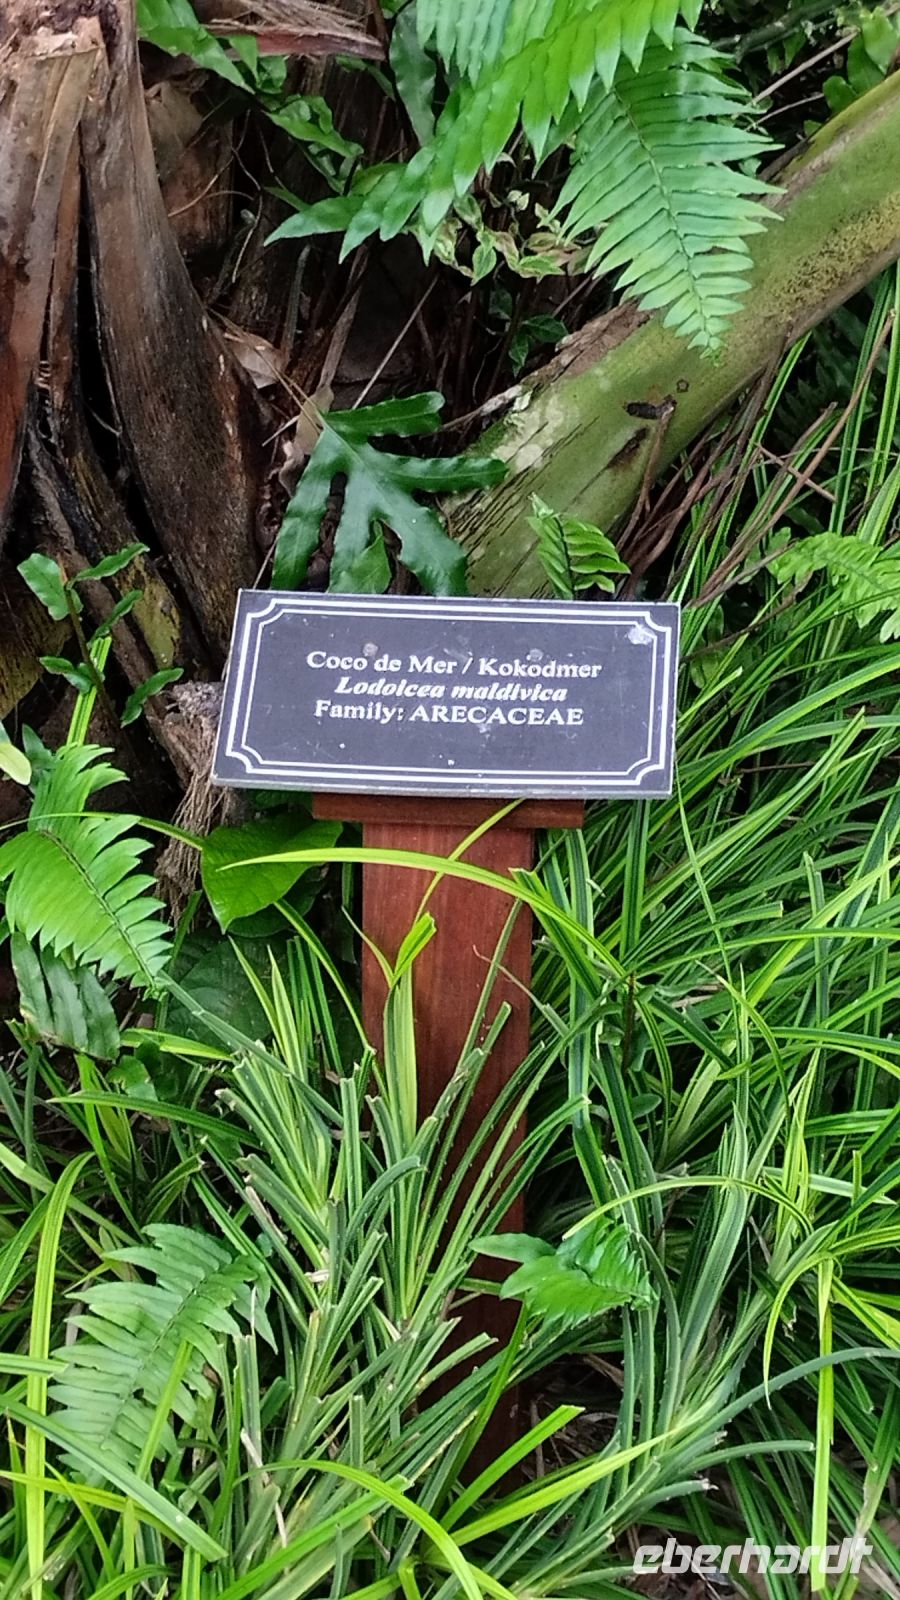 Coco de Mer / Kokodmer
Lodoicea maldivica
Family: ARECACEAE
eberhardt